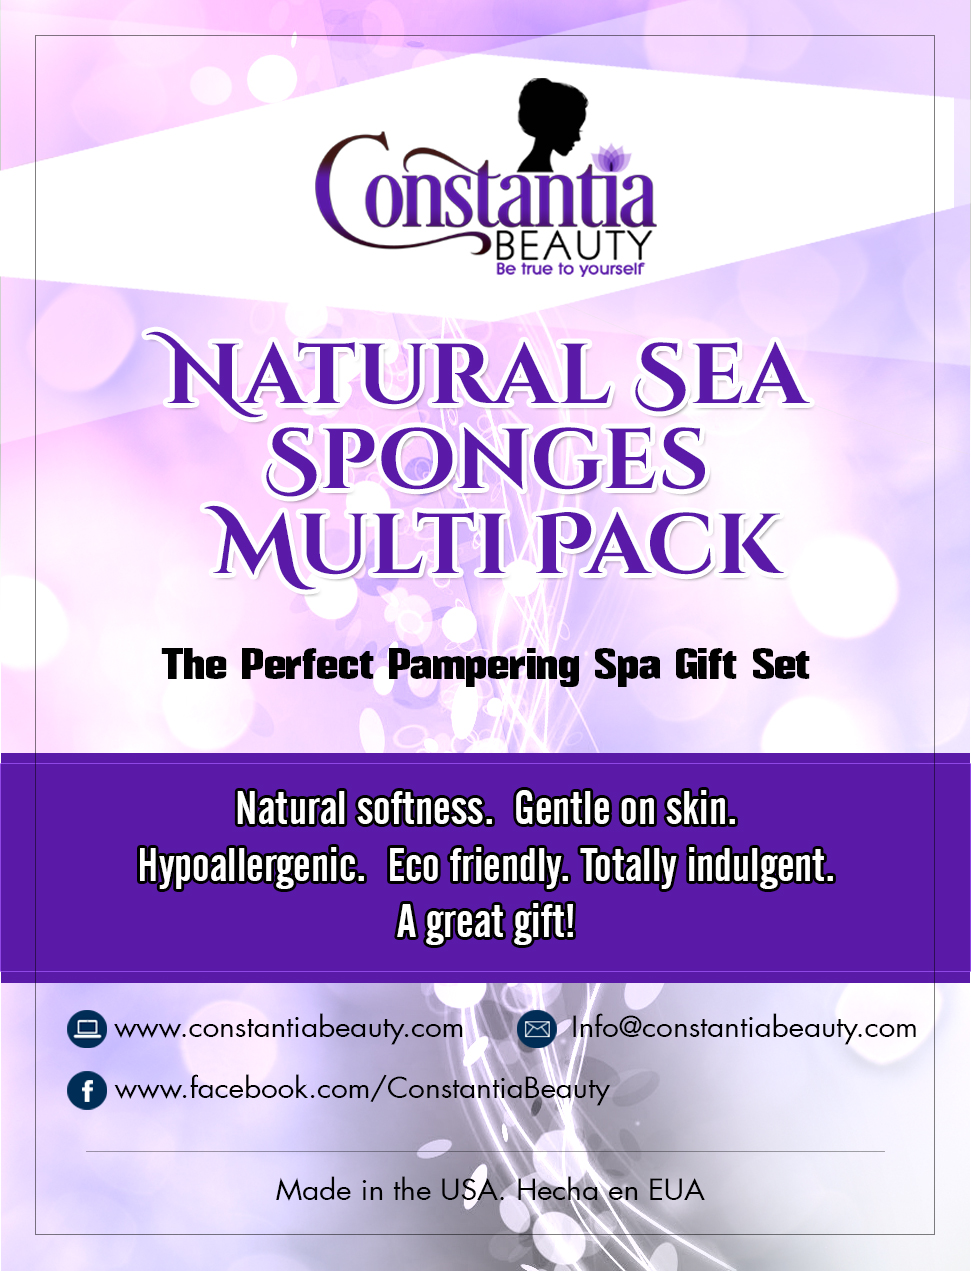 Constantia
BEAUTY
Be true to yourself
Natural Sea
Sponges
Multi Pack
The Perfect Pampering Spa Gift Set
Natural softness. Gentle on skin.
Hypoallergenic. Eco friendly. Totally indulgent.
A great gift!
www.constantiabeauty.com
Info@constantiabeauty.com
www.facebook.com/ConstantiaBeauty
Made in the USA. Hecha en EUA